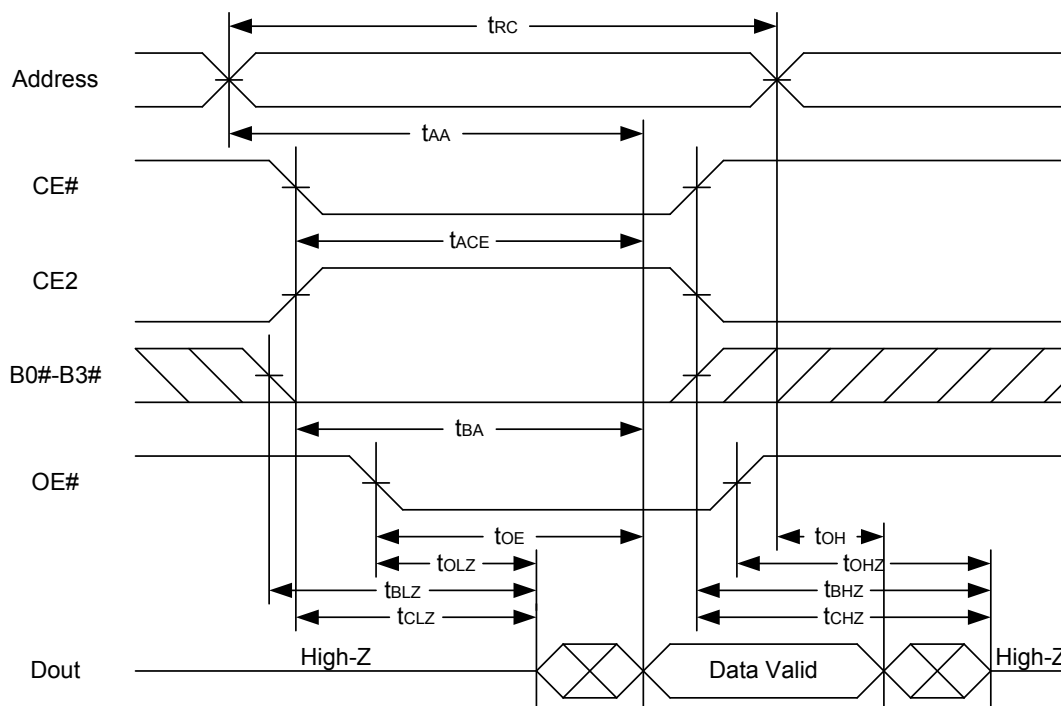 tRC
Address
tAA
CE#
tACE
CE2
B0#-B3#
tBA
OE#
tOE
tOH
tOLZ
tOHZ
tBLZ
tBHZ
tCLZ
tCHZ
Dout
High-Z
Data Valid
High-Z